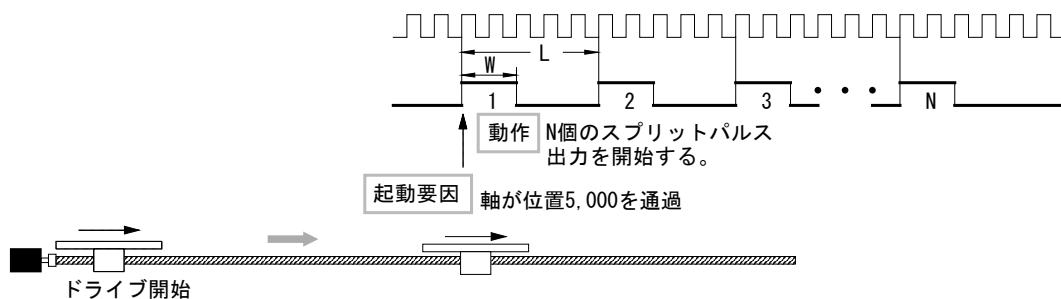 L
W
1 2 3 ・・・ N
動作 N個のスプリットパルス
出力を開始する。
起動要因 軸が位置5,000を通過
ドライブ開始